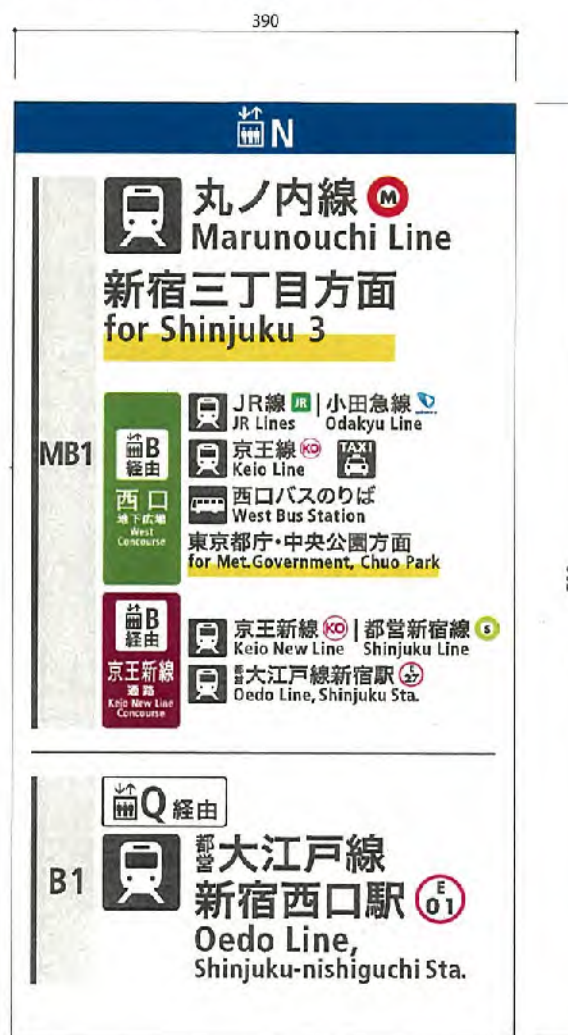 390
N
丸ノ内線 M
Marunouchi Line
新宿三丁目方面
for Shinjuku 3
MB1
B
経由
西口
地下広場
West
Concourse
JR線 JR | 小田急線
JR Lines Odakyu Line
京王線 KO TAXI
Keio Line
西口バスのりば
West Bus Station
東京都庁・中央公園方面
for Met.Government, Chuo Park
B
経由
京王新線
通路
Keio New Line
Concourse
京王新線 KO | 都営新宿線 S
Keio New Line Shinjuku Line
都営大江戸線新宿駅 E 27
Oedo Line, Shinjuku Sta.
B1
Q 経由
都営大江戸線
新宿西口駅 E 01
Oedo Line,
Shinjuku-nishiguchi Sta.